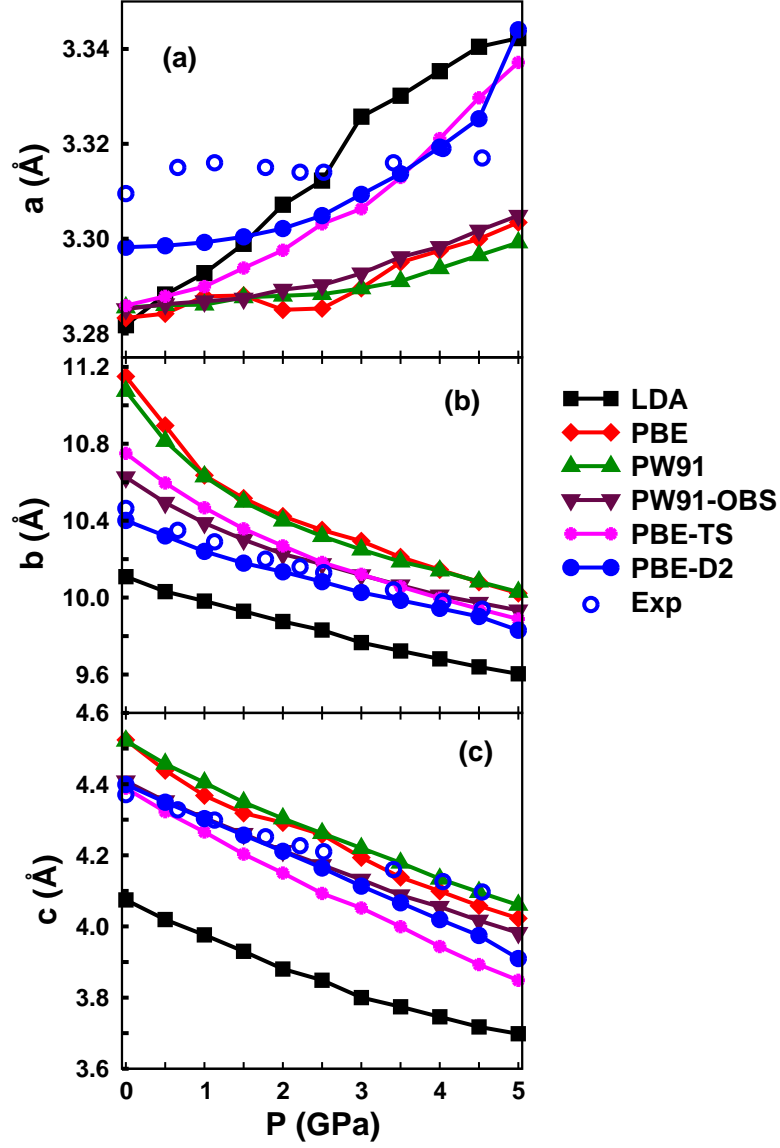 (a)
3.34
3.32
3.30
3.28
a (Å)
(b)
11.2
10.8
10.4
10.0
9.6
b (Å)
LDA
PBE
PW91
PW91-OBS
PBE-TS
PBE-D2
Exp
(c)
4.6
4.4
4.2
4.0
3.8
3.6
c (Å)
0 1 2 3 4 5
P (GPa)